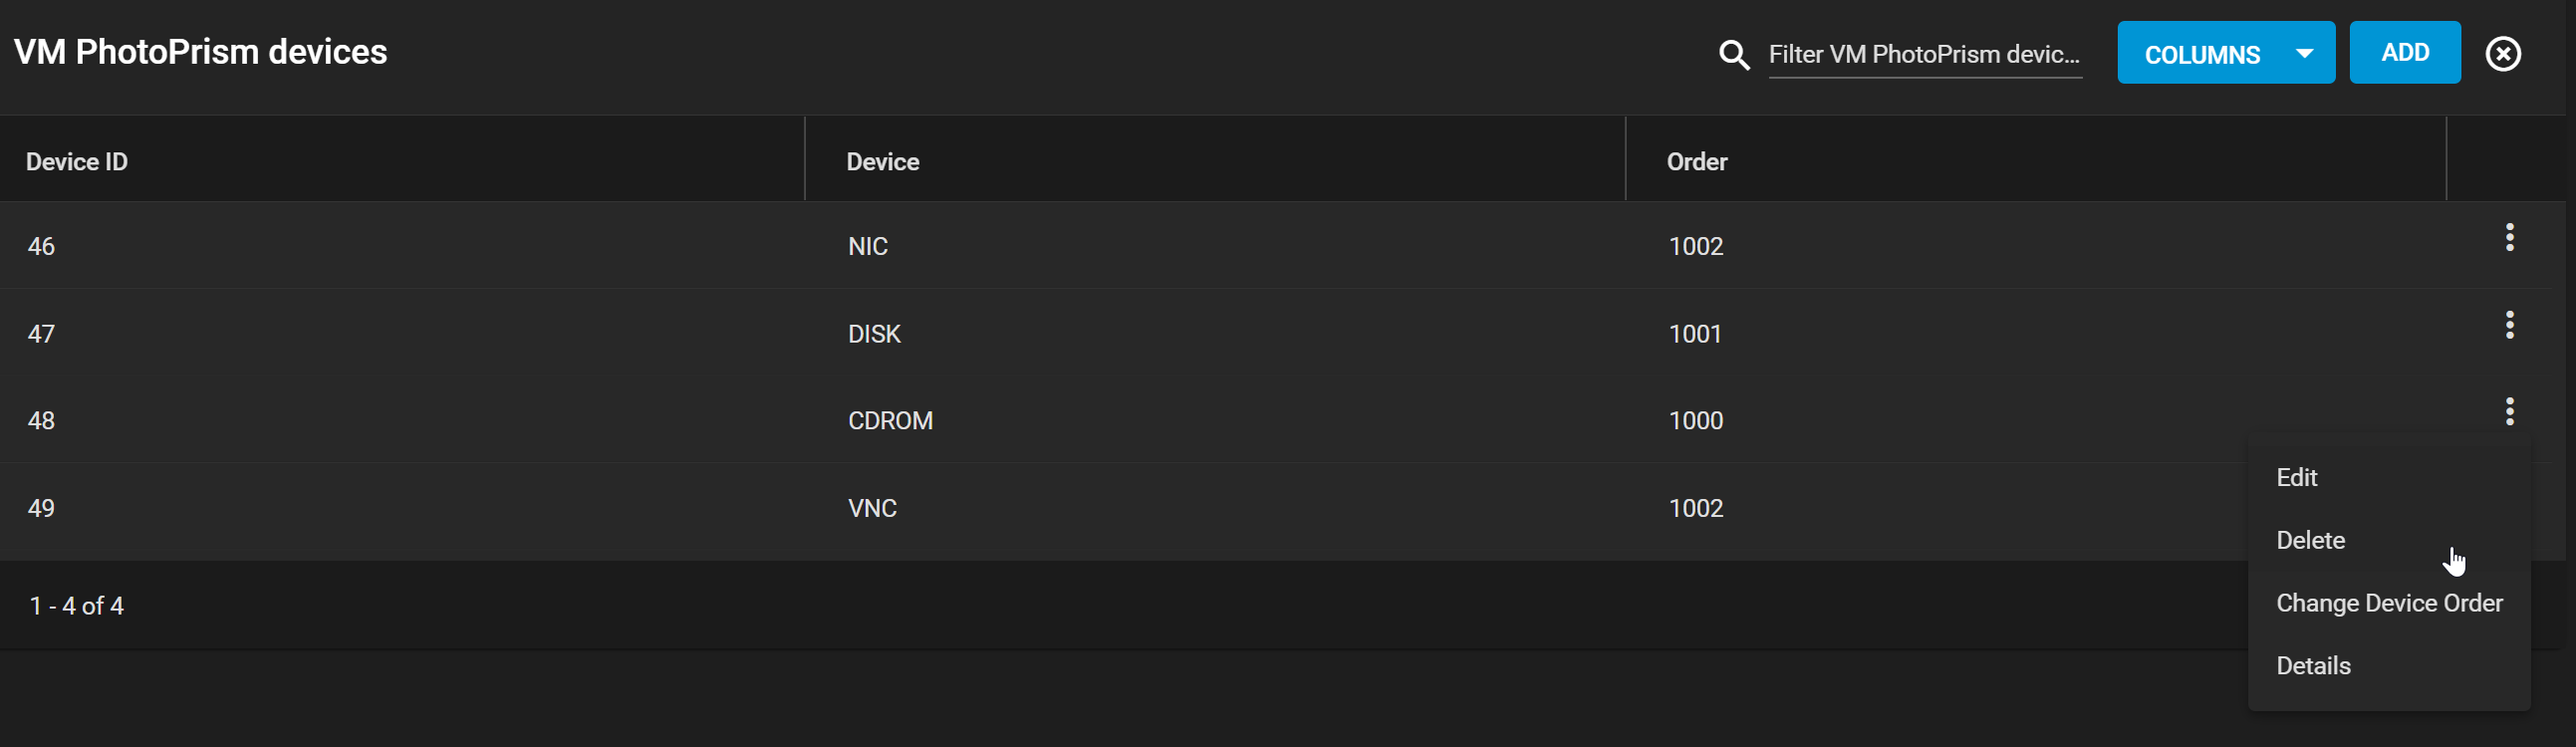 VM PhotoPrism devices
Filter VM PhotoPrism devic...
COLUMNS
ADD
Device ID Device Order
46 NIC 1002
47 DISK 1001
48 CDROM 1000
49 VNC 1002
Edit
Delete
Change Device Order
Details
1 - 4 of 4